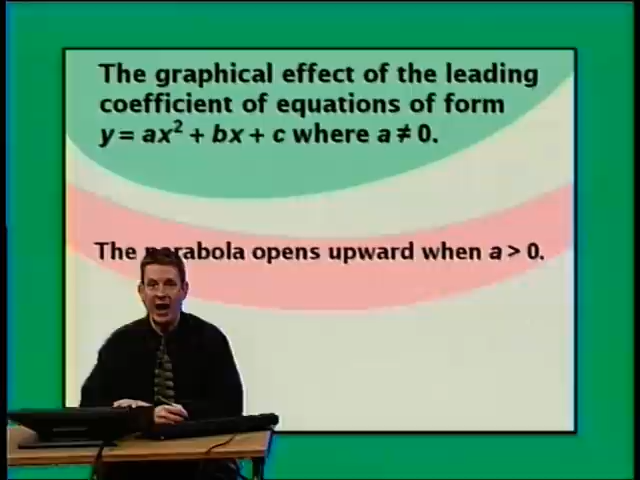 The graphical effect of the leading
coefficient of equations of form
y = ax² + bx + c where a ≠ 0.
The parabola opens upward when a > 0.